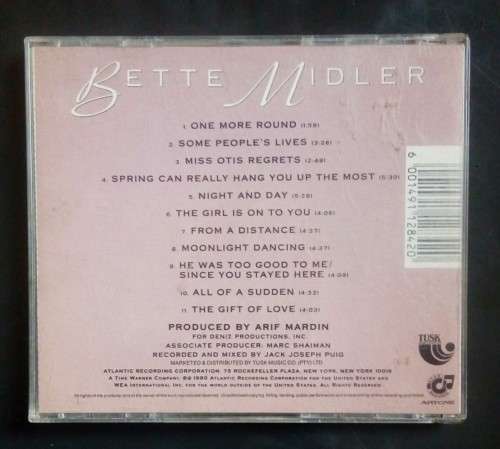 BETTE MIDLER
1. ONE MORE ROUND (1:59)
2. SOME PEOPLE'S LIVES (3:28)
3. MISS OTIS REGRETS (2:49)
4. SPRING CAN REALLY HANG YOU UP THE MOST (5:30)
5. NIGHT AND DAY (5:28)
6. THE GIRL IS ON TO YOU (4:08)
7. FROM A DISTANCE (4:37)
8. MOONLIGHT DANCING (4:37)
9. HE WAS TOO GOOD TO ME/
SINCE YOU STAYED HERE (4:09)
10. ALL OF A SUDDEN (4:33)
11. THE GIFT OF LOVE (4:03)
PRODUCED BY ARIF MARDIN
FOR DENIZ PRODUCTIONS, INC.
ASSOCIATE PRODUCER: MARC SHAIMAN
RECORDED AND MIXED BY JACK JOSEPH PUIG
MARKETED & DISTRIBUTED BY TUSK MUSIC CO. (PTY) LTD
ATLANTIC RECORDING CORPORATION, 75 ROCKEFELLER PLAZA, NEW YORK, NEW YORK 10019
A TIME WARNER COMPANY. ℗© 1990 ATLANTIC RECORDING CORPORATION FOR THE UNITED STATES AND
WEA INTERNATIONAL INC. FOR THE WORLD OUTSIDE OF THE UNITED STATES. ALL RIGHTS RESERVED.
6 001491 128420
TUSK